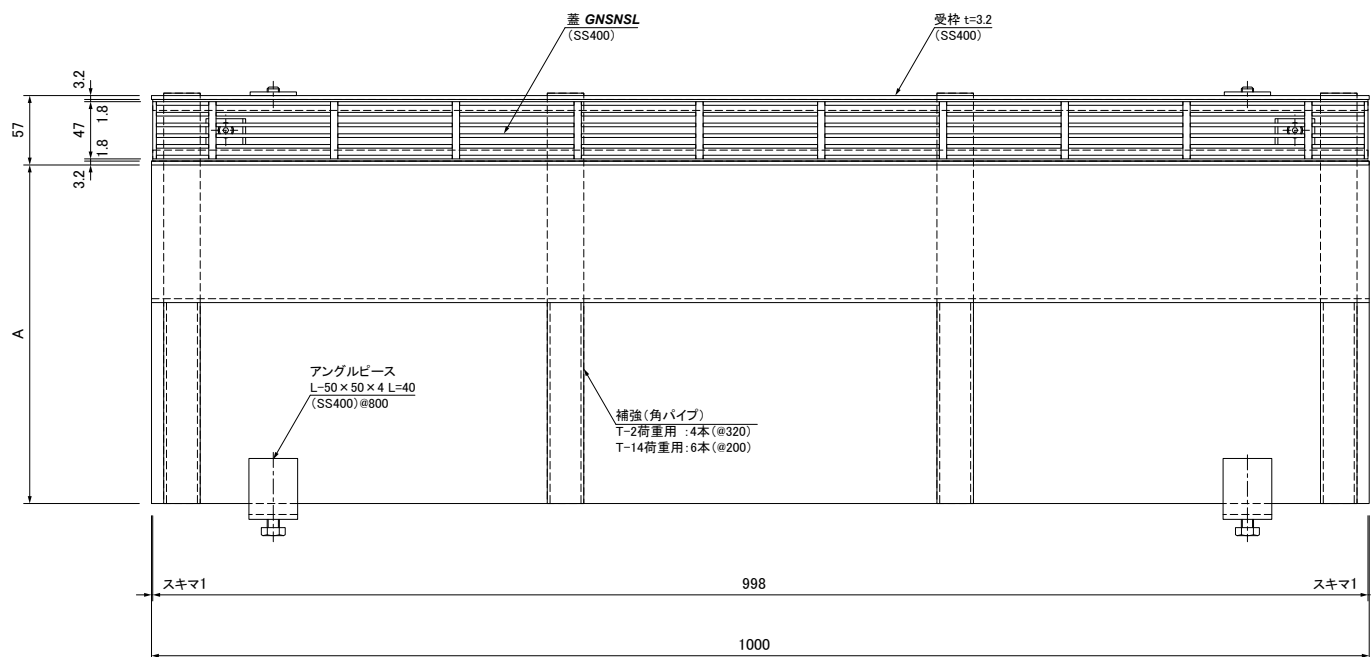 蓋 GNSNSL
(SS400)
受枠 t=3.2
(SS400)
3.2
57
47
1.8
1.8
3.2
A
アングルピース
L-50×50×4 L=40
(SS400)@800
補強(角パイプ)
T-2荷重用 :4本(@320)
T-14荷重用:6本(@200)
スキマ1
998
スキマ1
1000